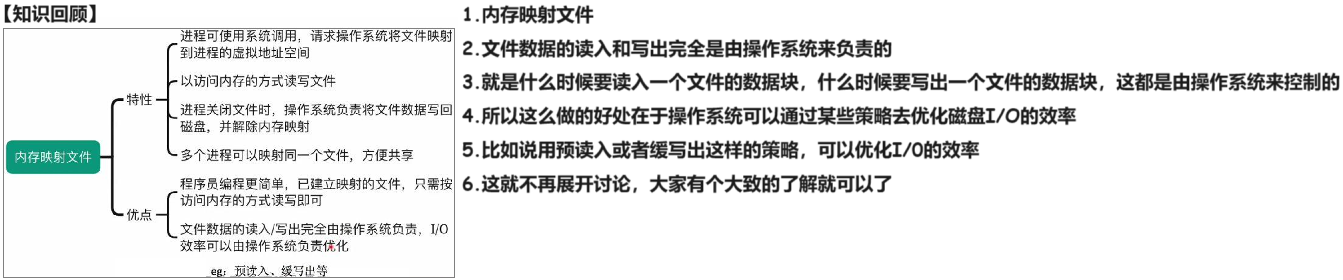 【知识回顾】
内存映射文件
特性
进程可使用系统调用，请求操作系统将文件映射
到进程的虚拟地址空间
以访问内存的方式读写文件
进程关闭文件时，操作系统负责将文件数据写回
磁盘，并解除内存映射
多个进程可以映射同一个文件，方便共享
优点
程序员编程更简单，已建立映射的文件，只需按
访问内存的方式读写即可
文件数据的读入/写出完全由操作系统负责，I/O
效率可以由操作系统负责优化
eg：预读入、缓写出等
1.内存映射文件
2.文件数据的读入和写出完全是由操作系统来负责的
3.就是什么时候要读入一个文件的数据块，什么时候要写出一个文件的数据块，这都是由操作系统来控制的
4.所以这么做的好处在于操作系统可以通过某些策略去优化磁盘I/O的效率
5.比如说用预读入或者缓写出这样的策略，可以优化I/0的效率
6.这就不再展开讨论，大家有个大致的了解就可以了